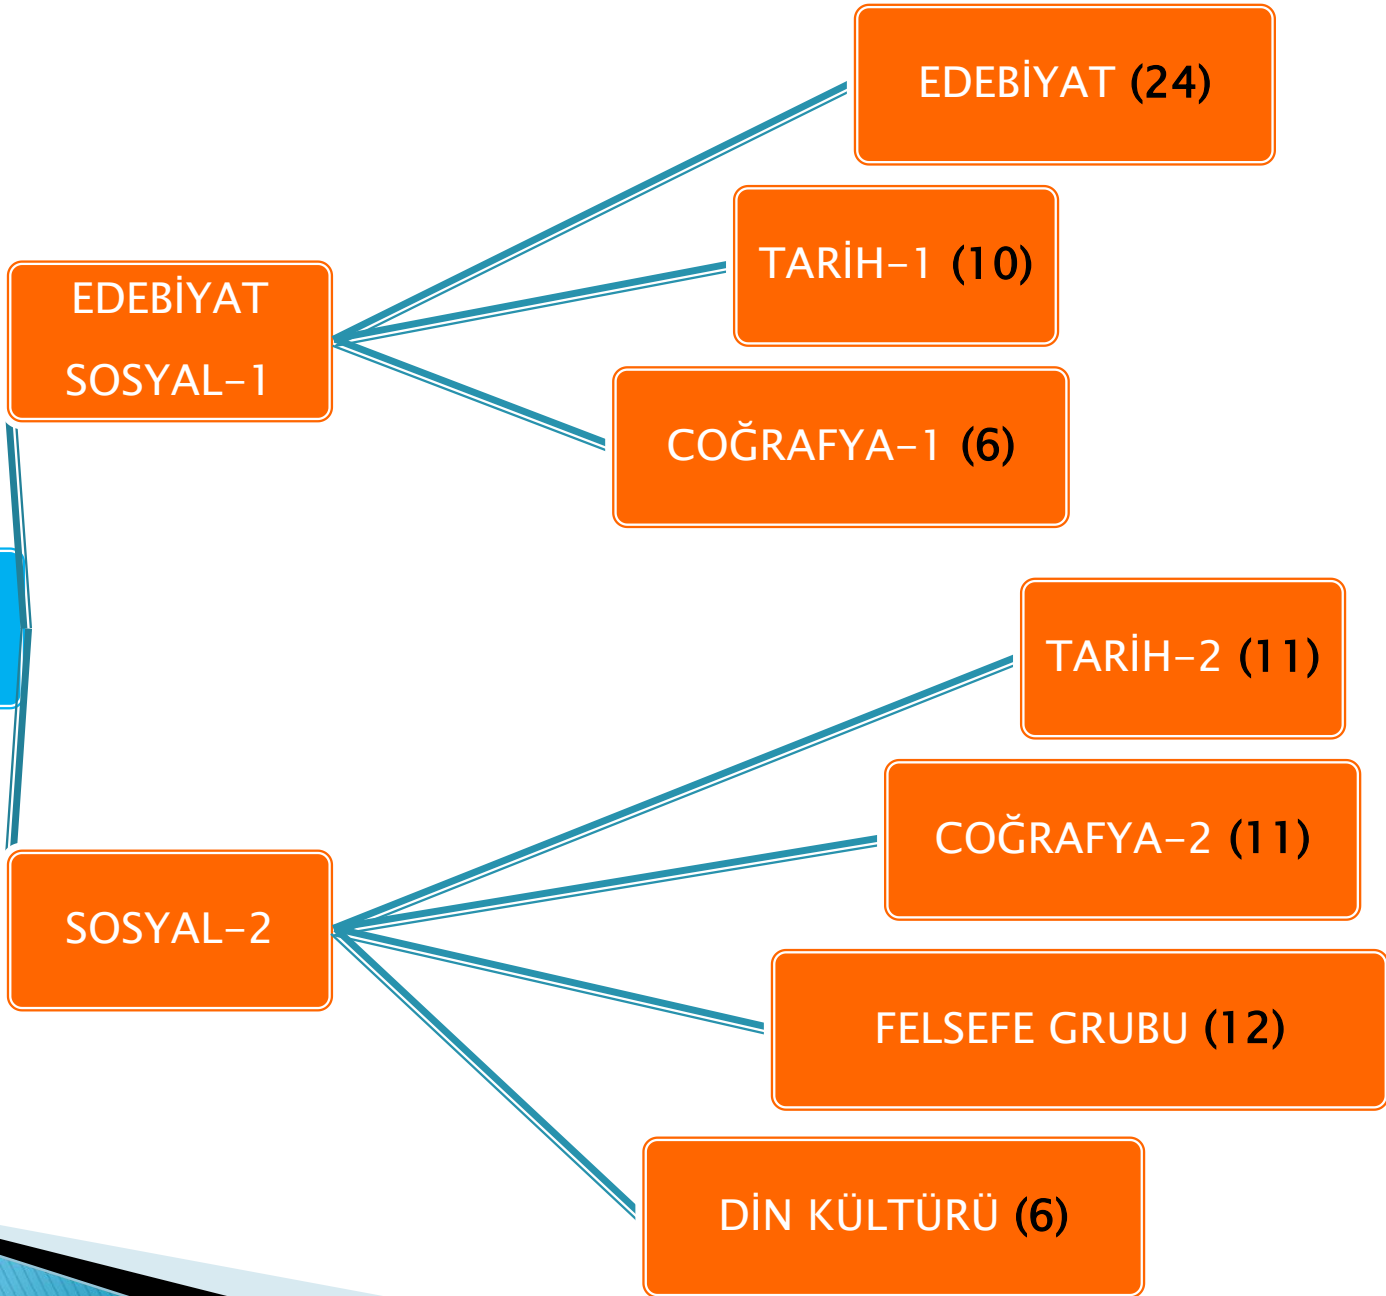 EDEBİYAT
SOSYAL-1
EDEBİYAT (24)
TARİH-1 (10)
COĞRAFYA-1 (6)
SOSYAL-2
TARİH-2 (11)
COĞRAFYA-2 (11)
FELSEFE GRUBU (12)
DİN KÜLTÜRÜ (6)